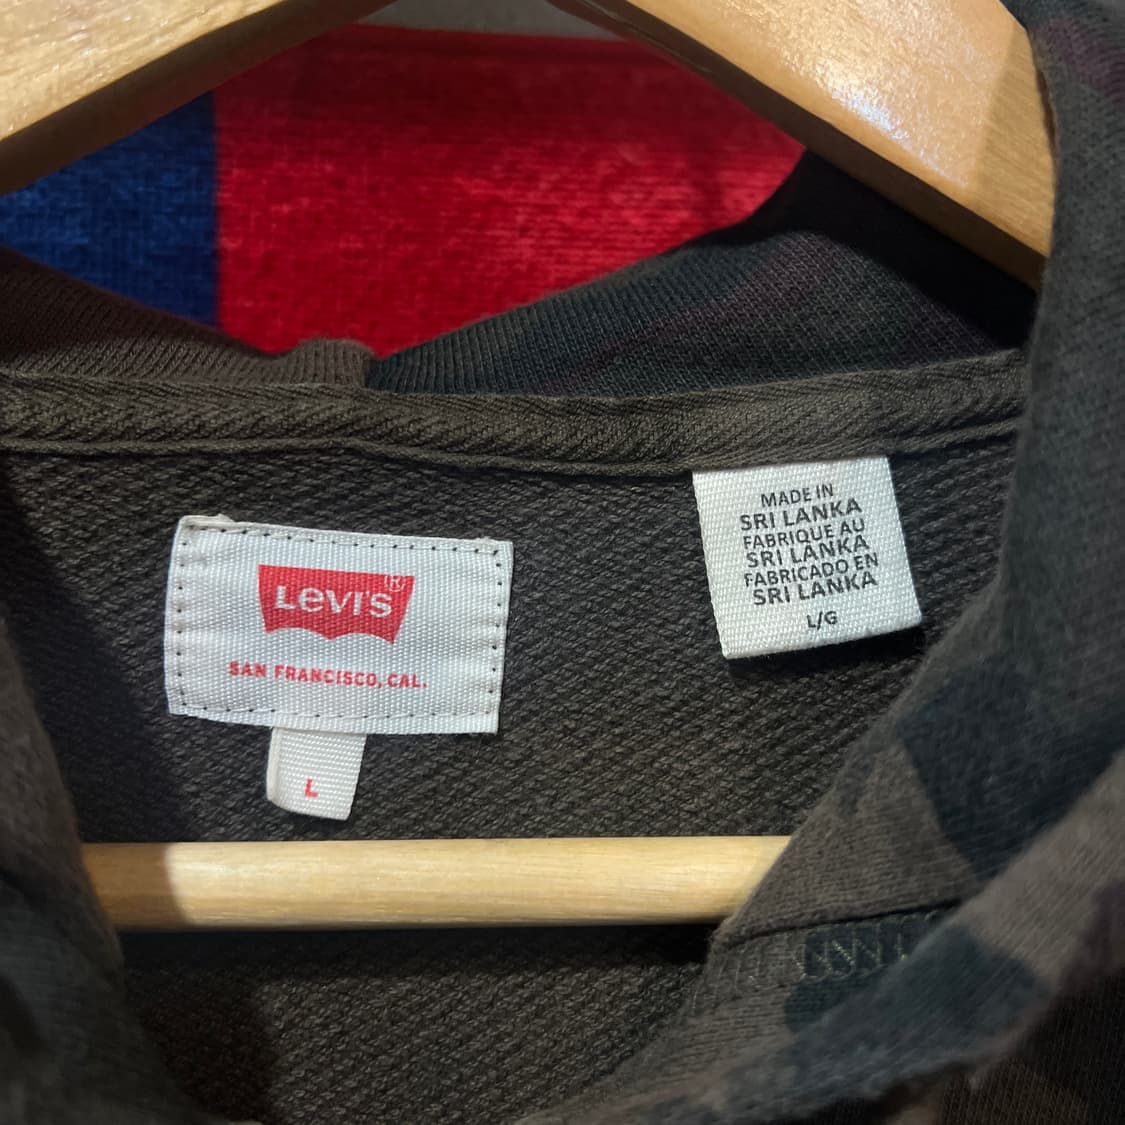 Levi's®
SAN FRANCISCO, CAL.
L
MADE IN
SRI LANKA
FABRIQUE AU
SRI LANKA
FABRICADO EN
SRI LANKA
L/G